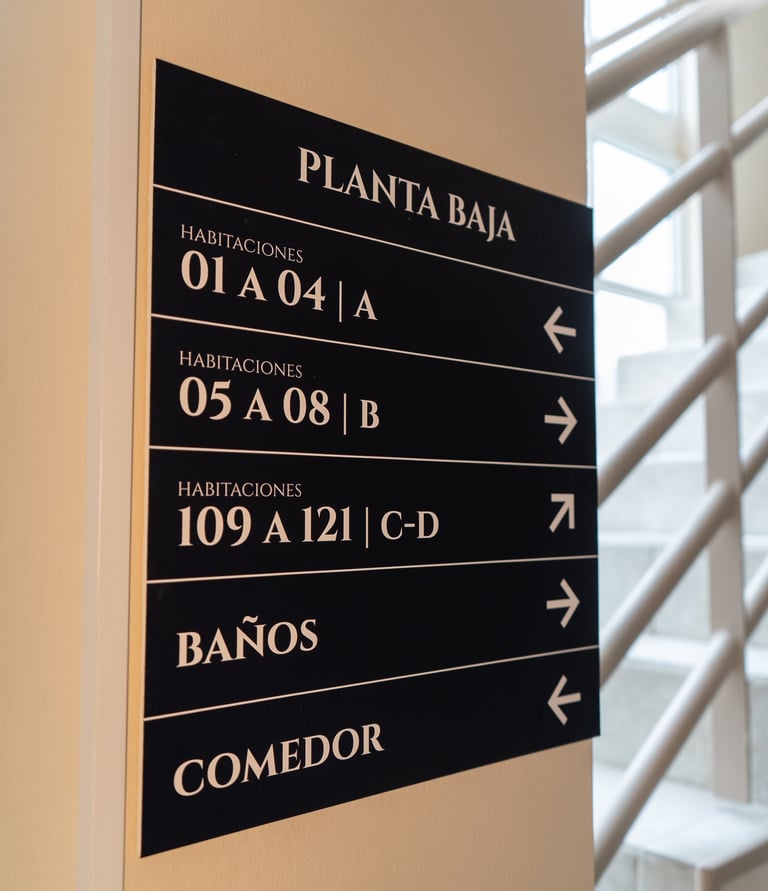 PLANTA BAJA
HABITACIONES
01 A 04 | A
←
HABITACIONES
05 A 08 | B
→
HABITACIONES
109 A 121 | C-D
↗
BAÑOS →
COMEDOR ←